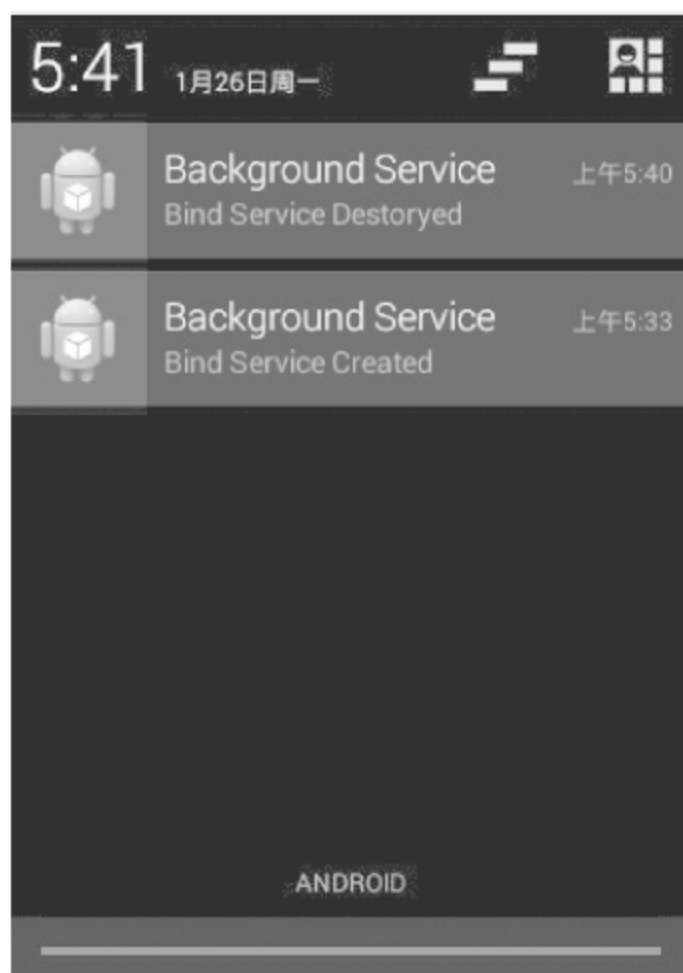 5:41 1月26日周一
Background Service 上午5:40
Bind Service Destoryed
Background Service 上午5:33
Bind Service Created
ANDROID